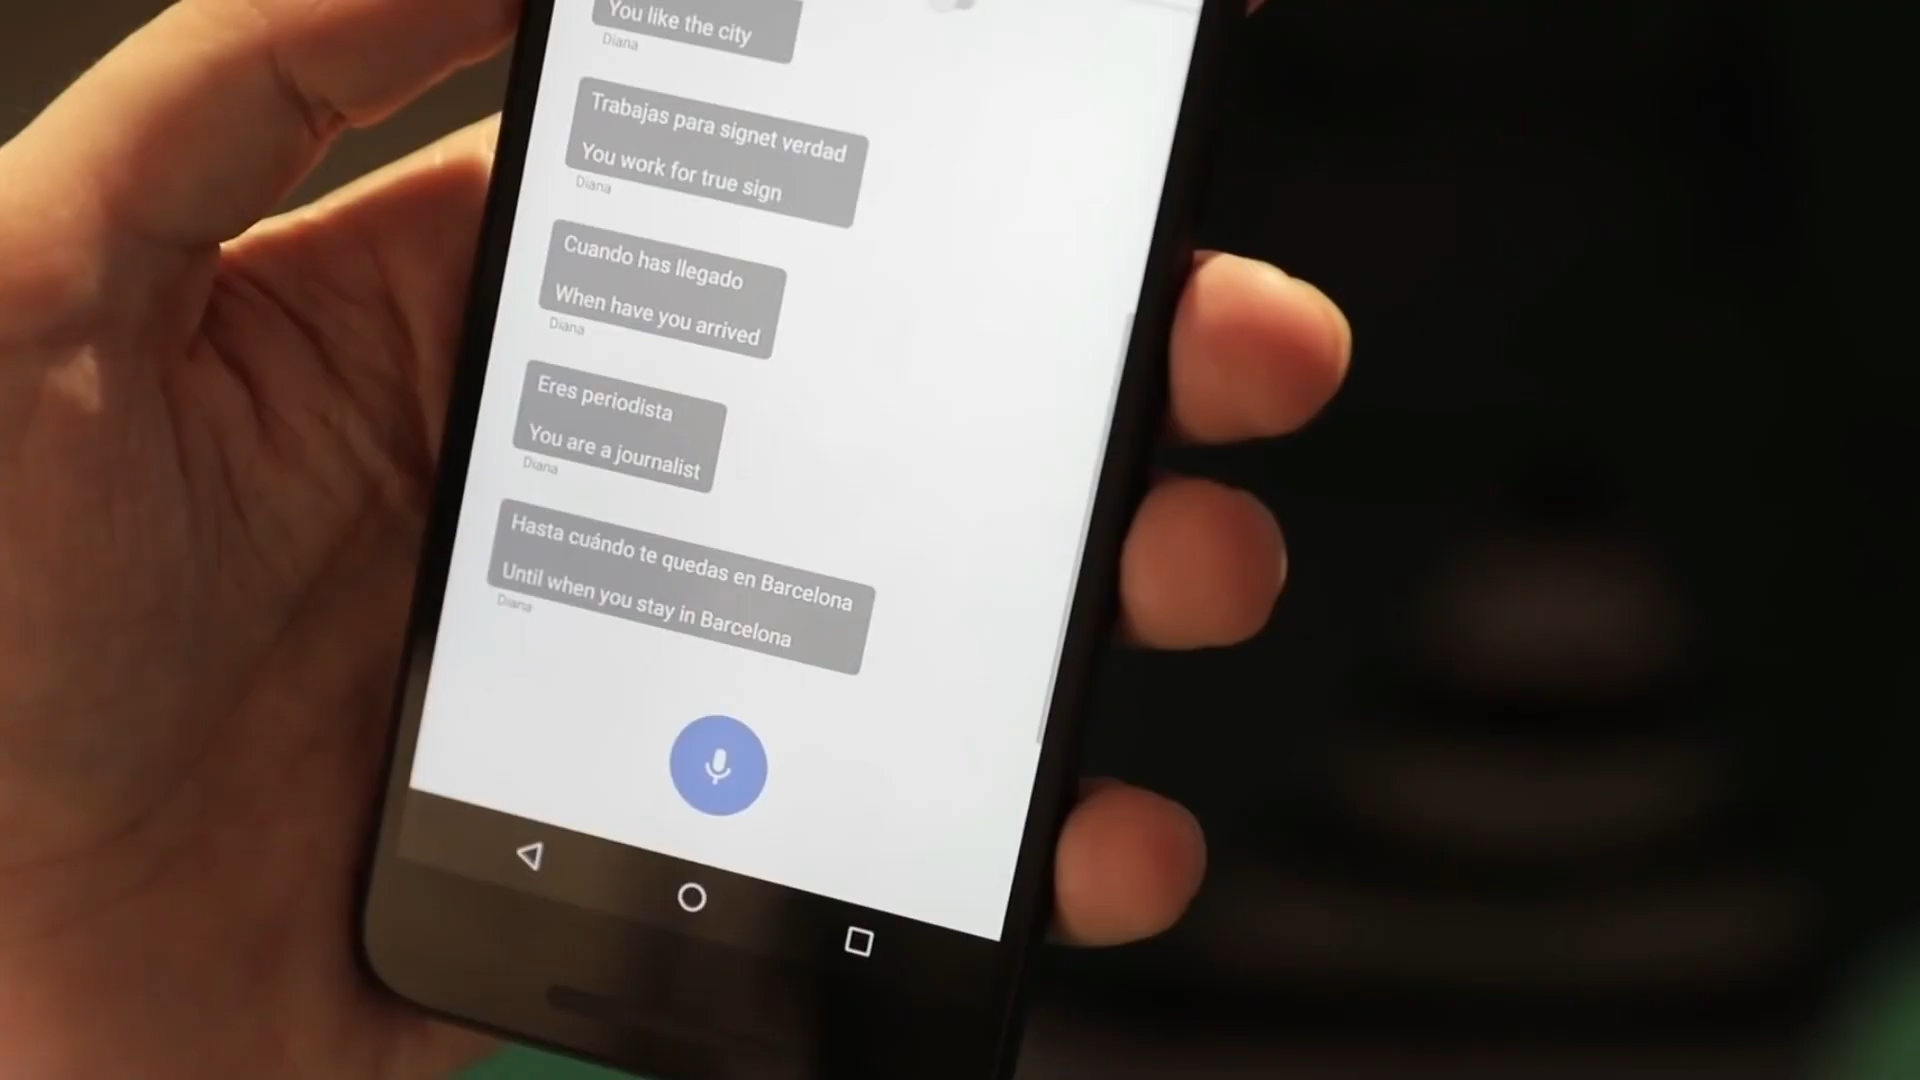 You like the city
Diana
Trabajas para signet verdad
You work for true sign
Diana
Cuando has llegado
When have you arrived
Diana
Eres periodista
You are a journalist
Diana
Hasta cuándo te quedas en Barcelona
Until when you stay in Barcelona
Diana